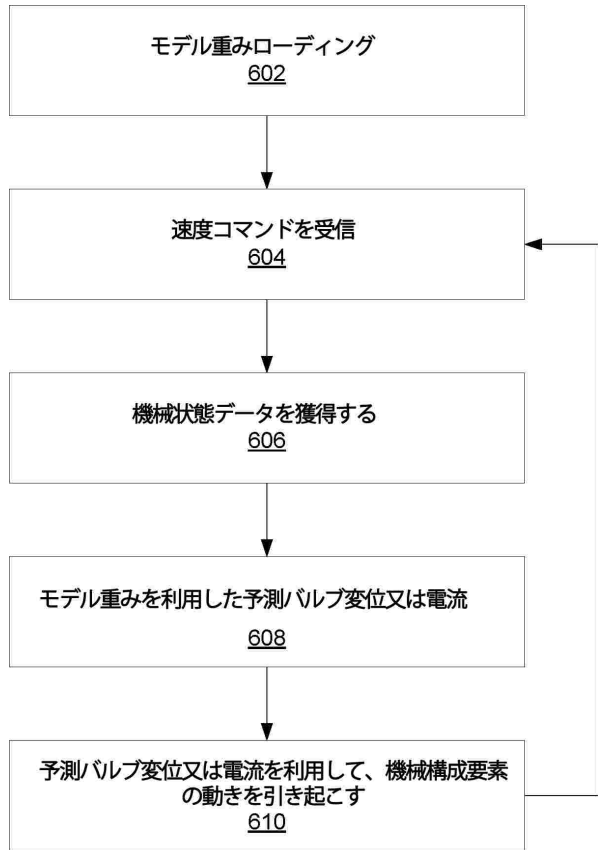 モデル重みローディング
602
速度コマンドを受信
604
機械状態データを獲得する
606
モデル重みを利用した予測バルブ変位又は電流
608
予測バルブ変位又は電流を利用して、機械構成要素
の動きを引き起こす
610